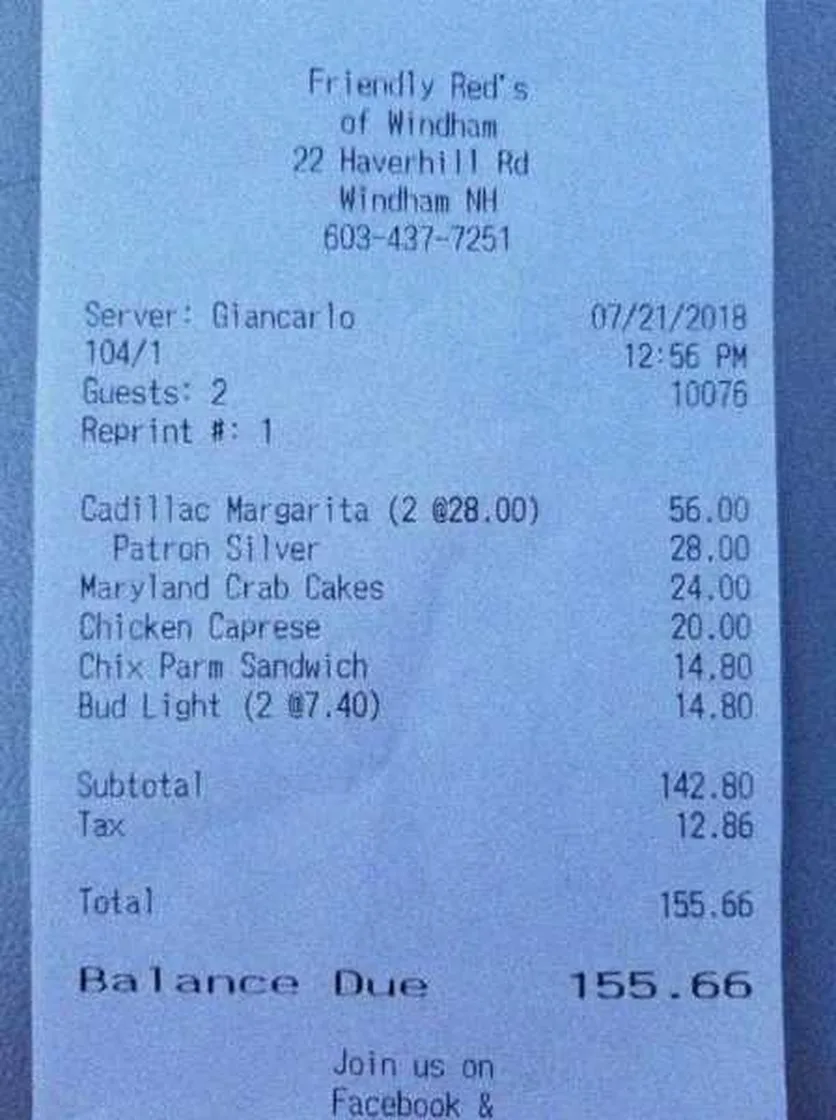 Friendly Red's
of Windham
22 Haverhill Rd
Windham NH
603-437-7251
Server: Giancarlo 07/21/2018
104/1 12:56 PM
Guests: 2 10076
Reprint #: 1
Cadillac Margarita (2 @28.00) 56.00
Patron Silver 28.00
Maryland Crab Cakes 24.00
Chicken Caprese 20.00
Chix Parm Sandwich 14.80
Bud Light (2 @7.40) 14.80
Subtotal 142.80
Tax 12.86
Total 155.66
Balance Due 155.66
Join us on
Facebook &